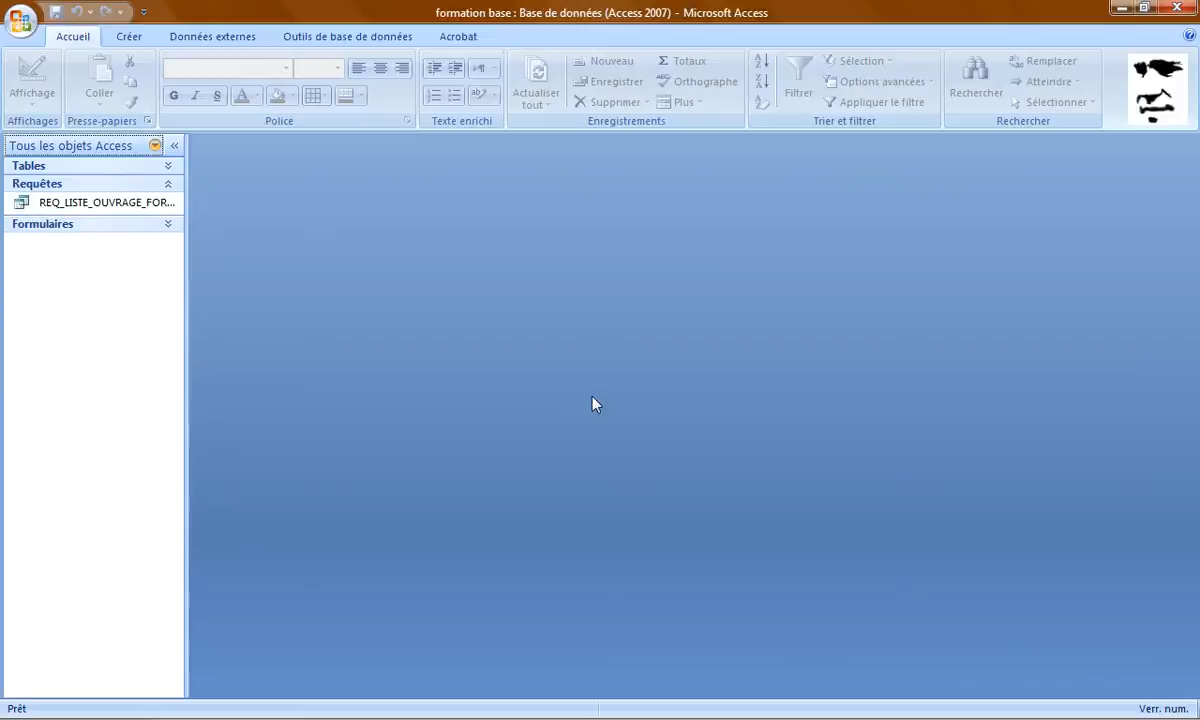 formation base : Base de données (Access 2007) - Microsoft Access
Accueil Créer Données externes Outils de base de données Acrobat
Affichage
Coller
G I S
Actualiser tout
Nouveau
Enregistrer
Supprimer
Σ Totaux
Orthographe
Plus
Filtrer
Sélection
Options avancées
Appliquer le filtre
Rechercher
Remplacer
Atteindre
Sélectionner
Affichages Presse-papiers Police Texte enrichi Enregistrements Trier et filtrer Rechercher
Tous les objets Access
Tables
Requêtes
REQ_LISTE_OUVRAGE_FOR...
Formulaires
Prêt
Verr. num.